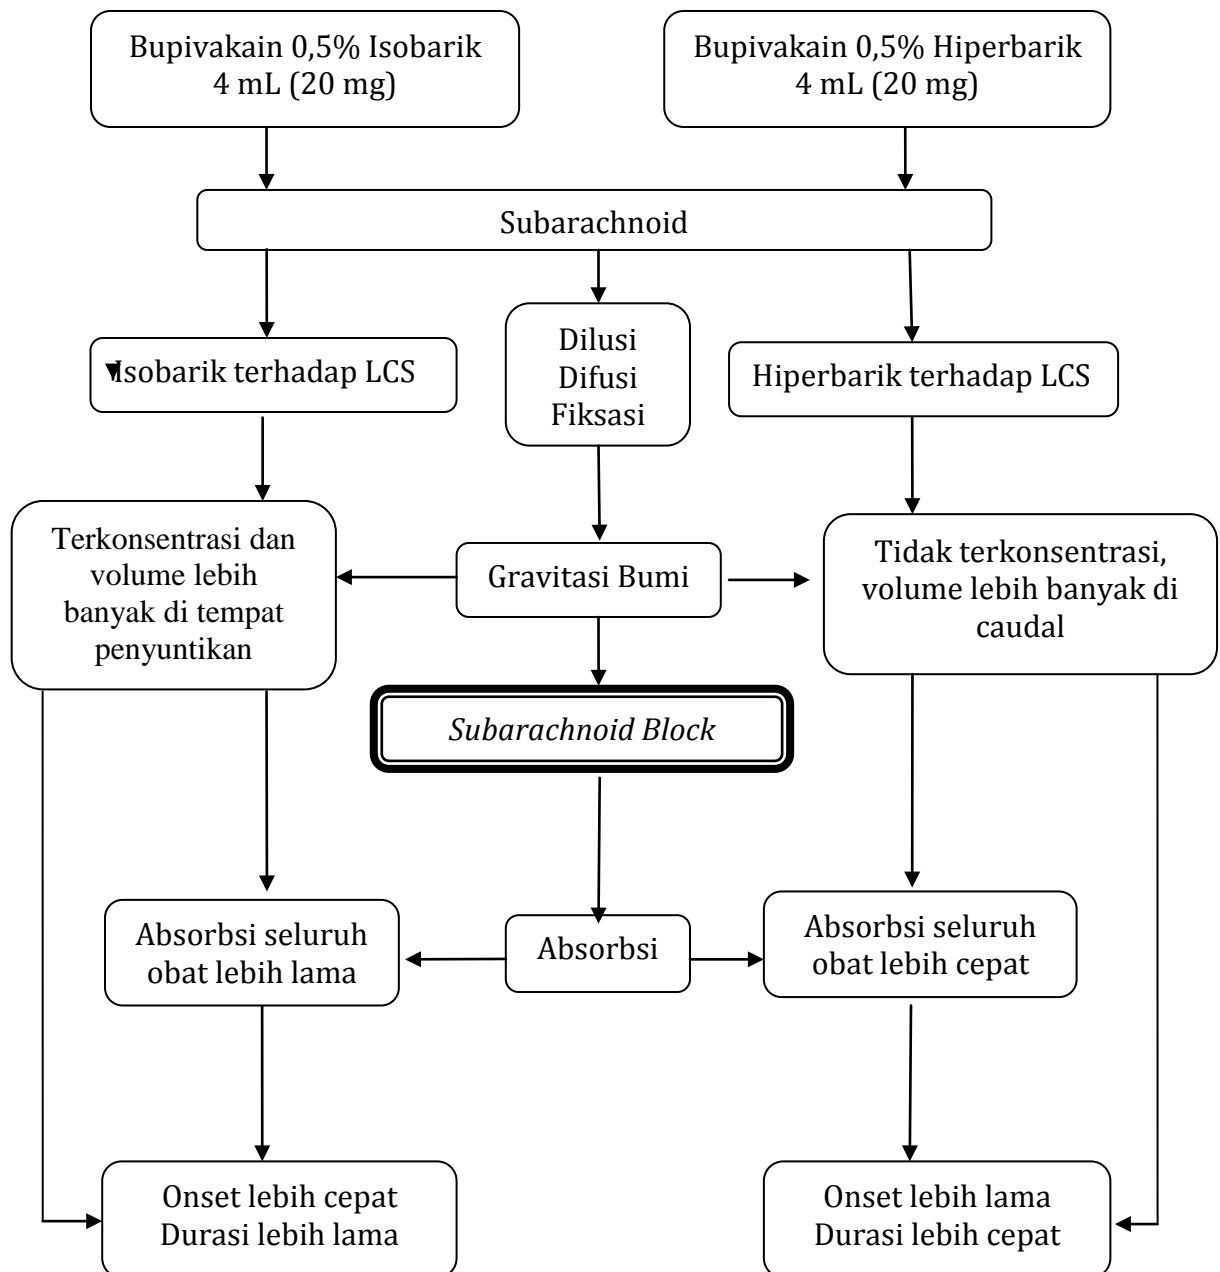 Bupivakain 0,5% Isobarik
4 mL (20 mg)
Bupivakain 0,5% Hiperbarik
4 mL (20 mg)
Subarachnoid
Isobarik terhadap LCS
Dilusi
Difusi
Fiksasi
Hiperbarik terhadap LCS
Terkonsentrasi dan
volume lebih
banyak di tempat
penyuntikan
Gravitasi Bumi
Tidak terkonsentrasi,
volume lebih banyak di
caudal
Subarachnoid Block
Absorbsi seluruh
obat lebih lama
Absorbsi
Absorbsi seluruh
obat lebih cepat
Onset lebih cepat
Durasi lebih lama
Onset lebih lama
Durasi lebih cepat